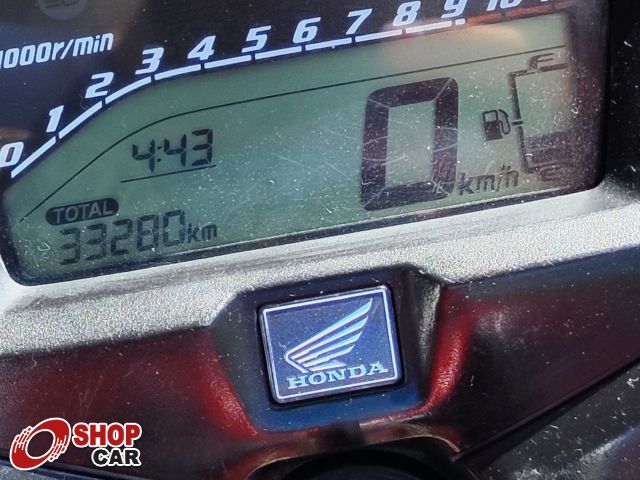 1000r/min
0 1 2 3 4 5 6 7 8 9 10
4:43
0 km/h
F
E
TOTAL
33280km
HONDA
SHOP
CAR